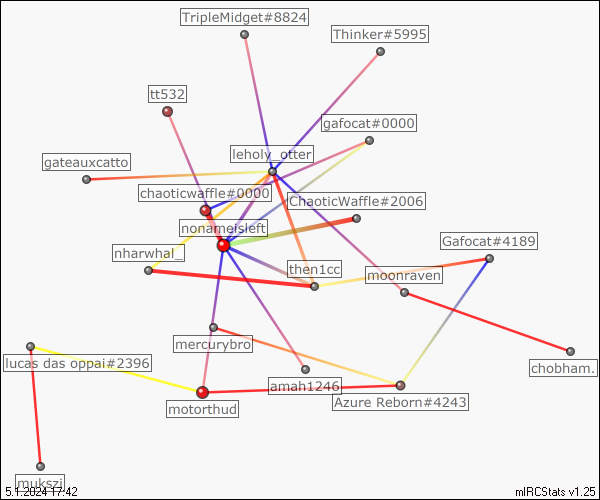 TripleMidget#8824
Thinker#5995
tt532
gafocat#0000
leholy_otter
gateauxcatto
chaoticwaffle#0000
ChaoticWaffle#2006
nonameisleft
Gafocat#4189
nharwhal_
then1cc
moonraven
mercurybro
lucas das oppai#2396
chobham.
amah1246
Azure Reborn#4243
motorthud
mukszi
5.1.2024 17:42
mIRCStats v1.25